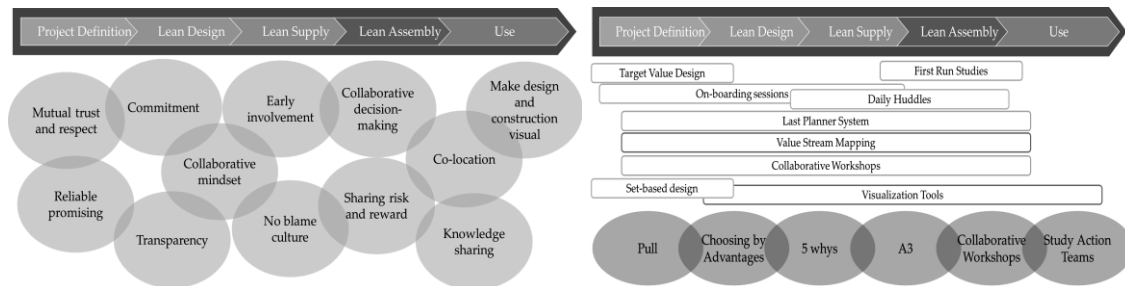 Project Definition
Lean Design
Lean Supply
Lean Assembly
Use
Mutual trust
and respect
Commitment
Early
involvement
Collaborative
decision-
making
Make design
and
construction
visual
Collaborative
mindset
Co-location
Reliable
promising
Transparency
No blame
culture
Sharing risk
and reward
Knowledge
sharing
Project Definition
Lean Design
Lean Supply
Lean Assembly
Use
Target Value Design
First Run Studies
On-boarding sessions
Daily Huddles
Last Planner System
Value Stream Mapping
Collaborative Workshops
Set-based design
Visualization Tools
Pull
Choosing by
Advantages
5 whys
A3
Collaborative
Workshops
Study Action
Teams